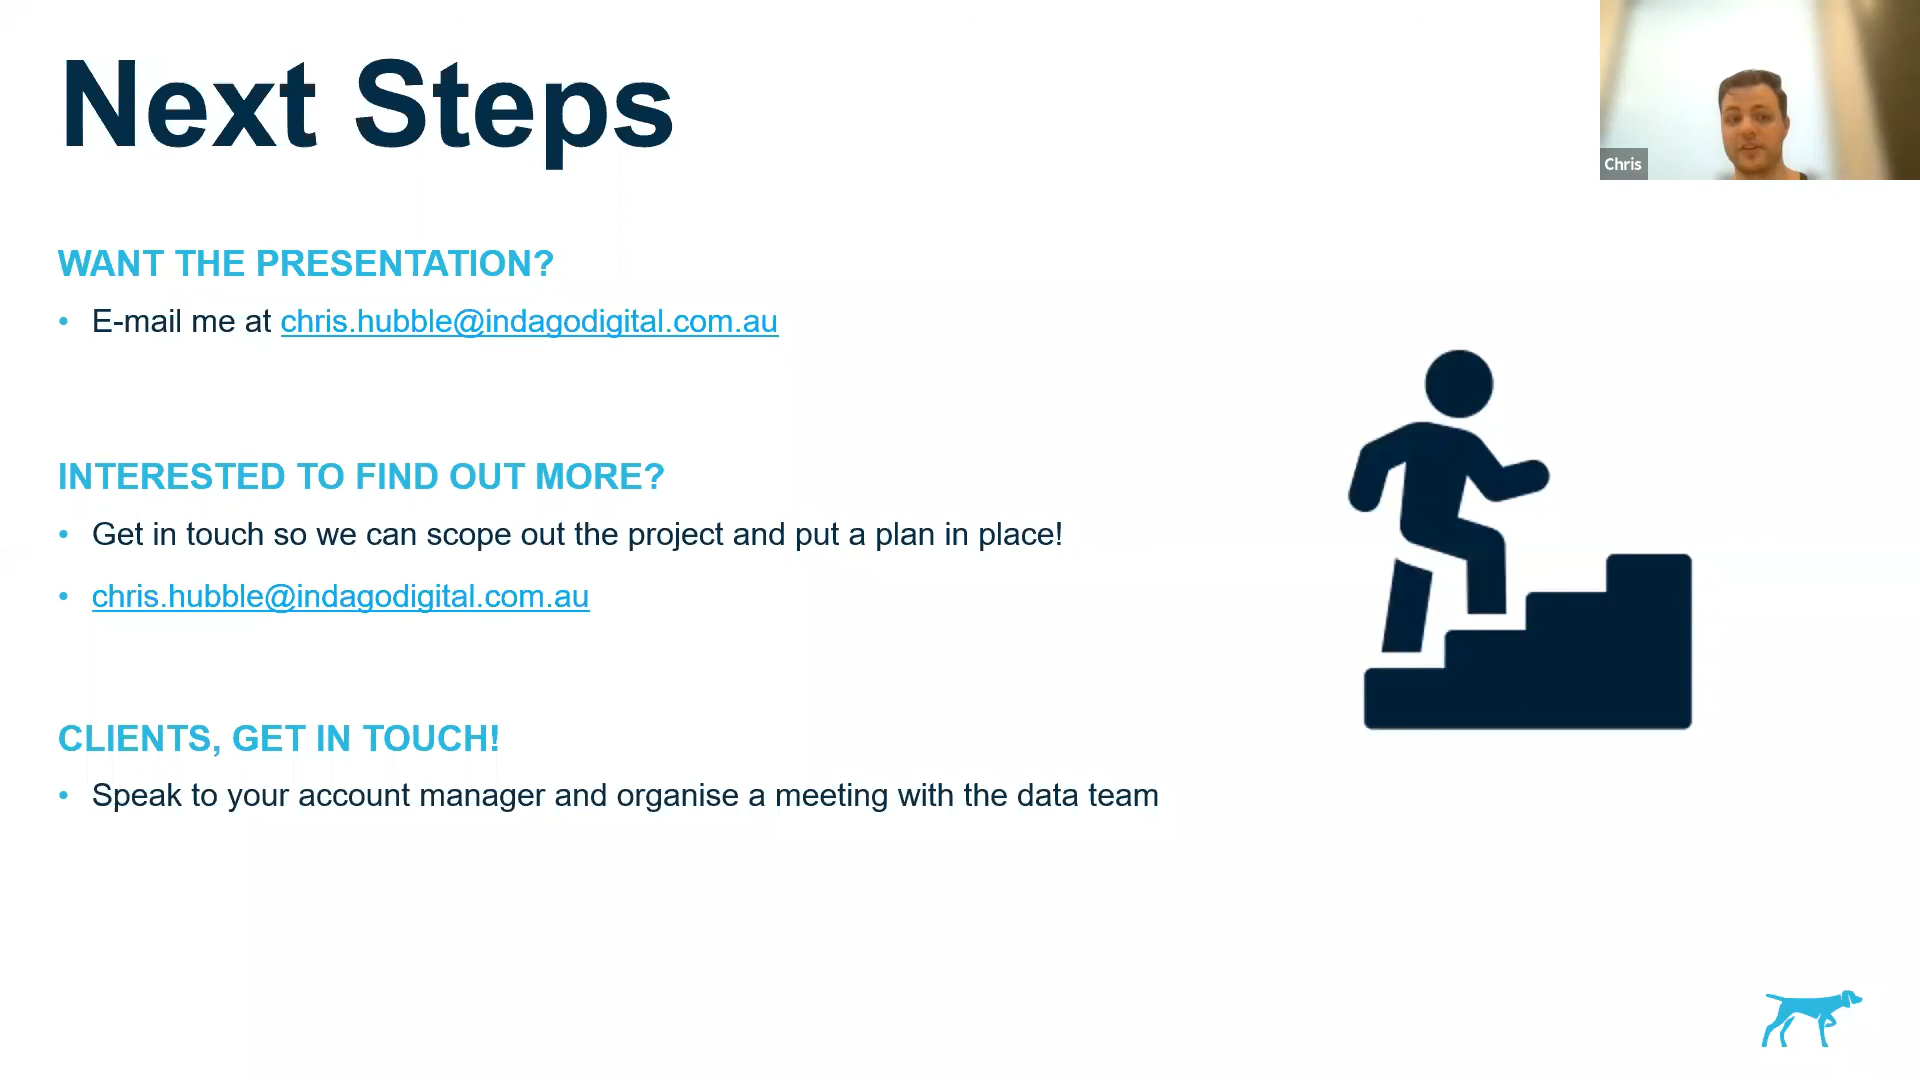 Next Steps
Chris
WANT THE PRESENTATION?
• E-mail me at chris.hubble@indagodigital.com.au
INTERESTED TO FIND OUT MORE?
• Get in touch so we can scope out the project and put a plan in place!
• chris.hubble@indagodigital.com.au
CLIENTS, GET IN TOUCH!
• Speak to your account manager and organise a meeting with the data team